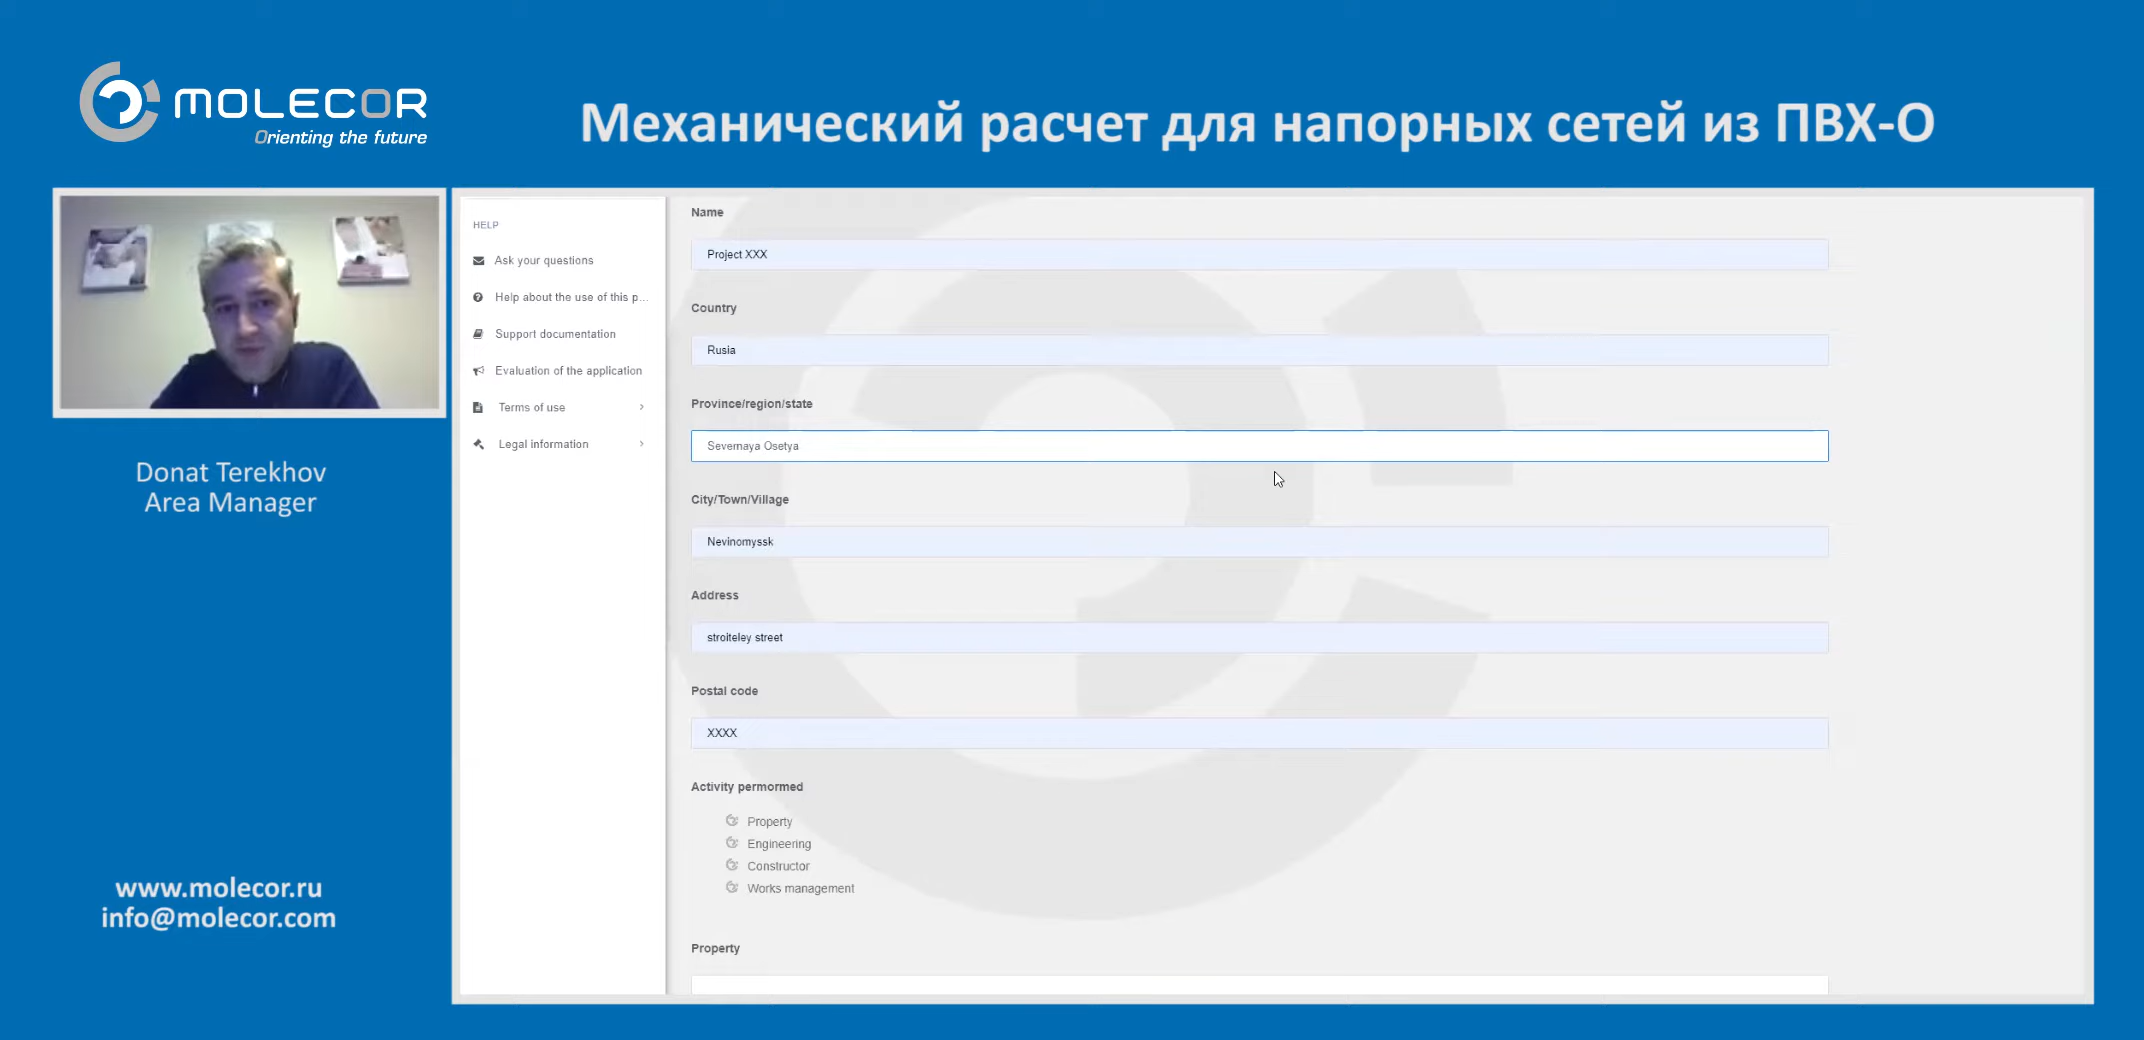 MOLECOR
Orienting the future
Механический расчет для напорных сетей из ПВХ-О
Donat Terekhov
Area Manager
www.molecor.ru
info@molecor.com
HELP
Ask your questions
Help about the use of this p...
Support documentation
Evaluation of the application
Terms of use
Legal information
Name
Project XXX
Country
Rusia
Province/region/state
Severnaya Osetya
City/Town/Village
Nevinomyssk
Address
stroiteley street
Postal code
XXXX
Activity permormed
Property
Engineering
Constructor
Works management
Property